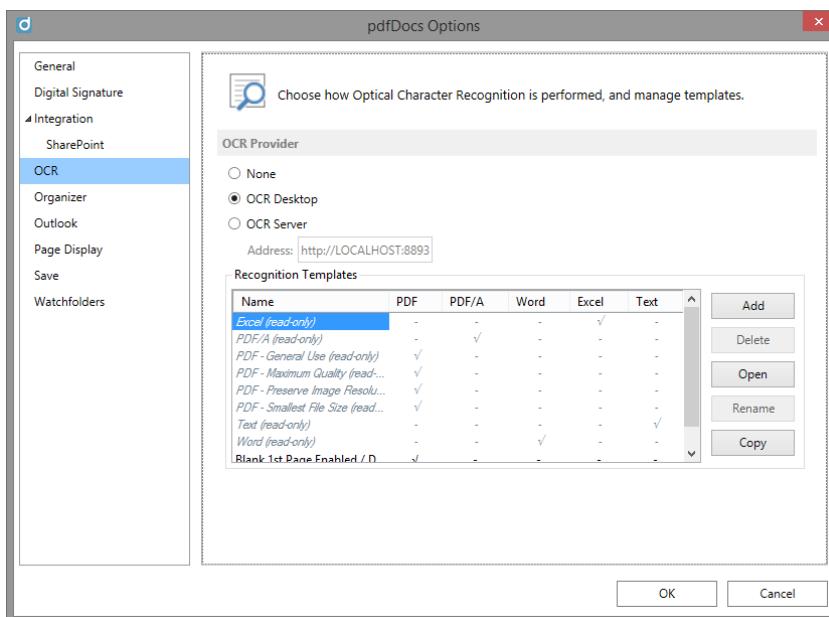 pdfDocs Options
General
Digital Signature
Integration
SharePoint
OCR
Organizer
Outlook
Page Display
Save
Watchfolders
Choose how Optical Character Recognition is performed, and manage templates.
OCR Provider
None
OCR Desktop
OCR Server
Address: http://LOCALHOST:8893
Recognition Templates
Name PDF PDF/A Word Excel Text
Excel (read-only) - - - √ -
PDF/A (read-only) - √ - - -
PDF - General Use (read-only) √ - - - -
PDF - Maximum Quality (read-... √ - - - -
PDF - Preserve Image Resolu... √ - - - -
PDF - Smallest File Size (read... √ - - - -
Text (read-only) - - - - √
Word (read-only) - - √ - -
Blank 1st Page Enabled / D √ - - - -
Add
Delete
Open
Rename
Copy
OK Cancel